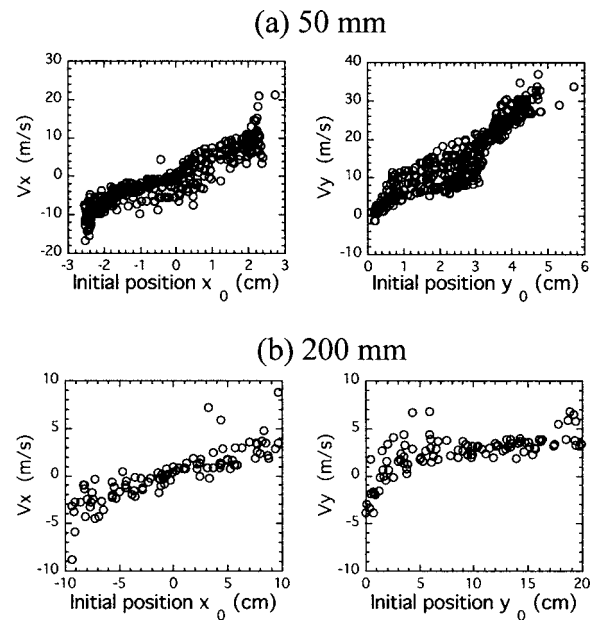 (a) 50 mm
30
20
10
0
-10
-20
Vx (m/s)
-3 -2 -1 0 1 2 3
Initial position x0 (cm)
40
30
20
10
0
-10
Vy (m/s)
0 1 2 3 4 5 6
Initial position y0 (cm)
(b) 200 mm
10
5
0
-5
-10
Vx (m/s)
-10 -5 0 5 10
Initial position x0 (cm)
10
5
0
-5
-10
Vy (m/s)
0 5 10 15 20
Initial position y0 (cm)